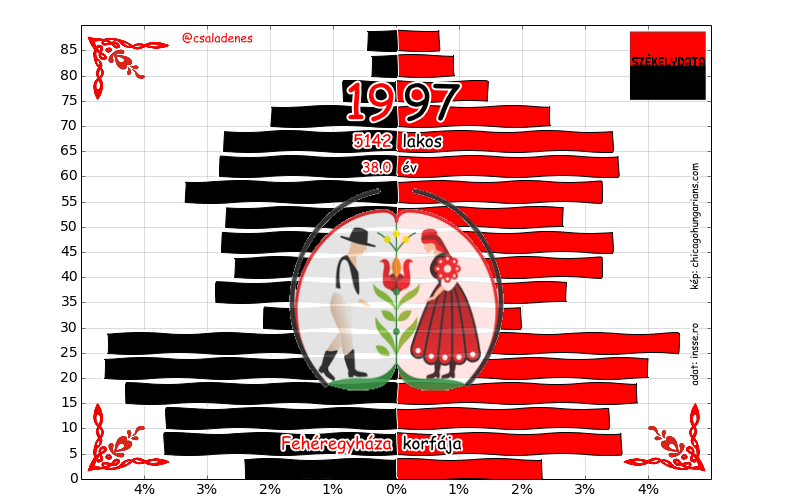 @csaladenes
SZÉKELYDATA
1997
5142 lakos
38.0 év
kép: chicagohungarians.com
adat: insse.ro
Fehéregyháza korfája
85
80
75
70
65
60
55
50
45
40
35
30
25
20
15
10
5
0
4% 3% 2% 1% 0% 1% 2% 3% 4%